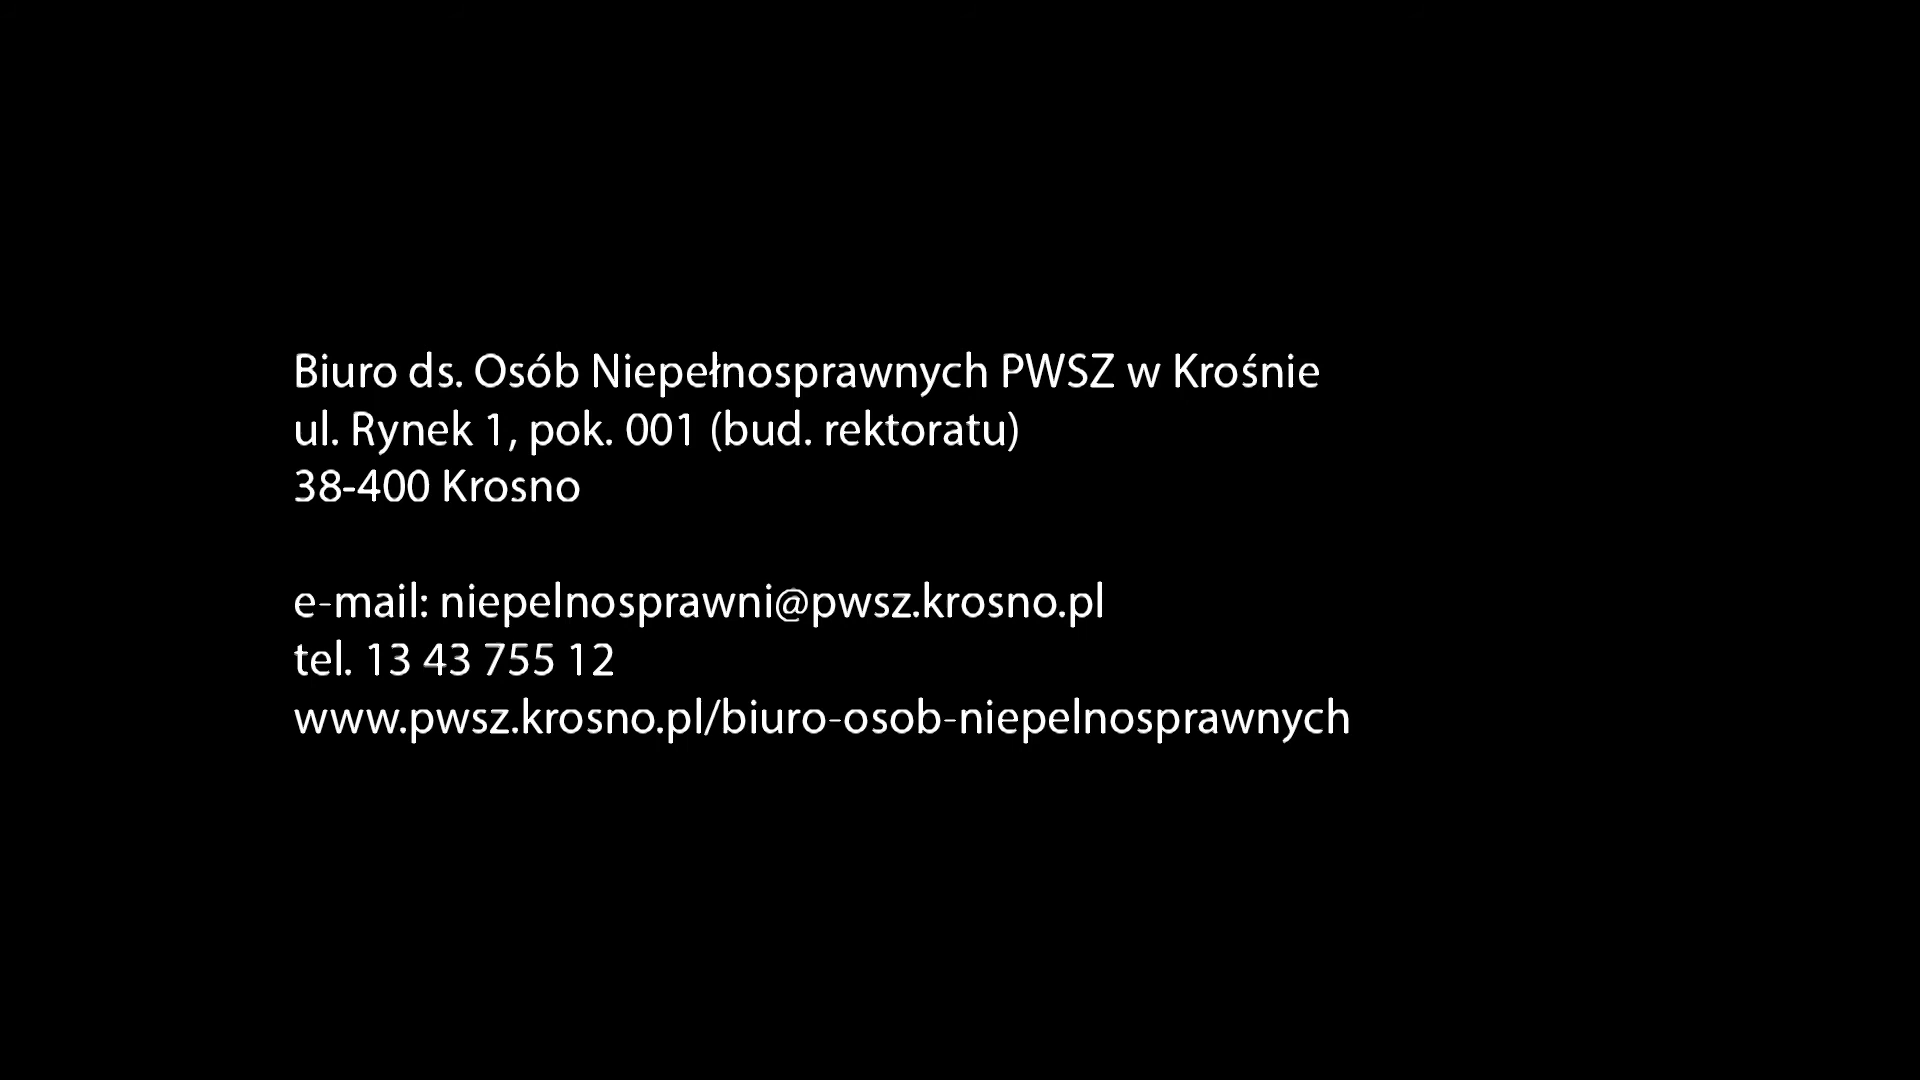 Biuro ds. Osób Niepełnosprawnych PWSZ w Krośnie
ul. Rynek 1, pok. 001 (bud. rektoratu)
38-400 Krosno
e-mail: niepelnosprawni@pwsz.krosno.pl
tel. 13 43 755 12
www.pwsz.krosno.pl/biuro-osob-niepelnosprawnych